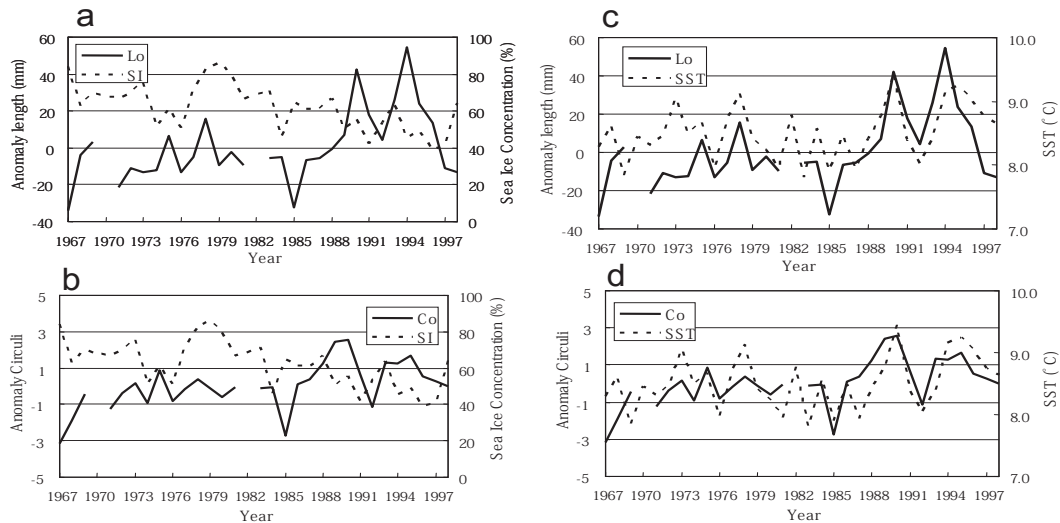 a
Anomaly length (mm)
60
40
20
0
-20
-40
Lo
SI
100
80
60
40
20
0
Sea Ice Concentration (%)
1967 1970 1973 1976 1979 1982 1985 1988 1991 1994 1997
Year
c
Anomaly length (mm)
60
40
20
0
-20
-40
Lo
SST
10.0
9.0
8.0
7.0
SST (°C)
1967 1970 1973 1976 1979 1982 1985 1988 1991 1994 1997
Year
b
Anomaly Circuli
5
3
1
-1
-3
-5
Co
SI
100
80
60
40
20
0
Sea Ice Concentration (%)
1967 1970 1973 1976 1979 1982 1985 1988 1991 1994 1997
Year
d
Anomaly Circuli
5
3
1
-1
-3
-5
Co
SST
10.0
9.0
8.0
7.0
SST (°C)
1967 1970 1973 1976 1979 1982 1985 1988 1991 1994 1997
Year